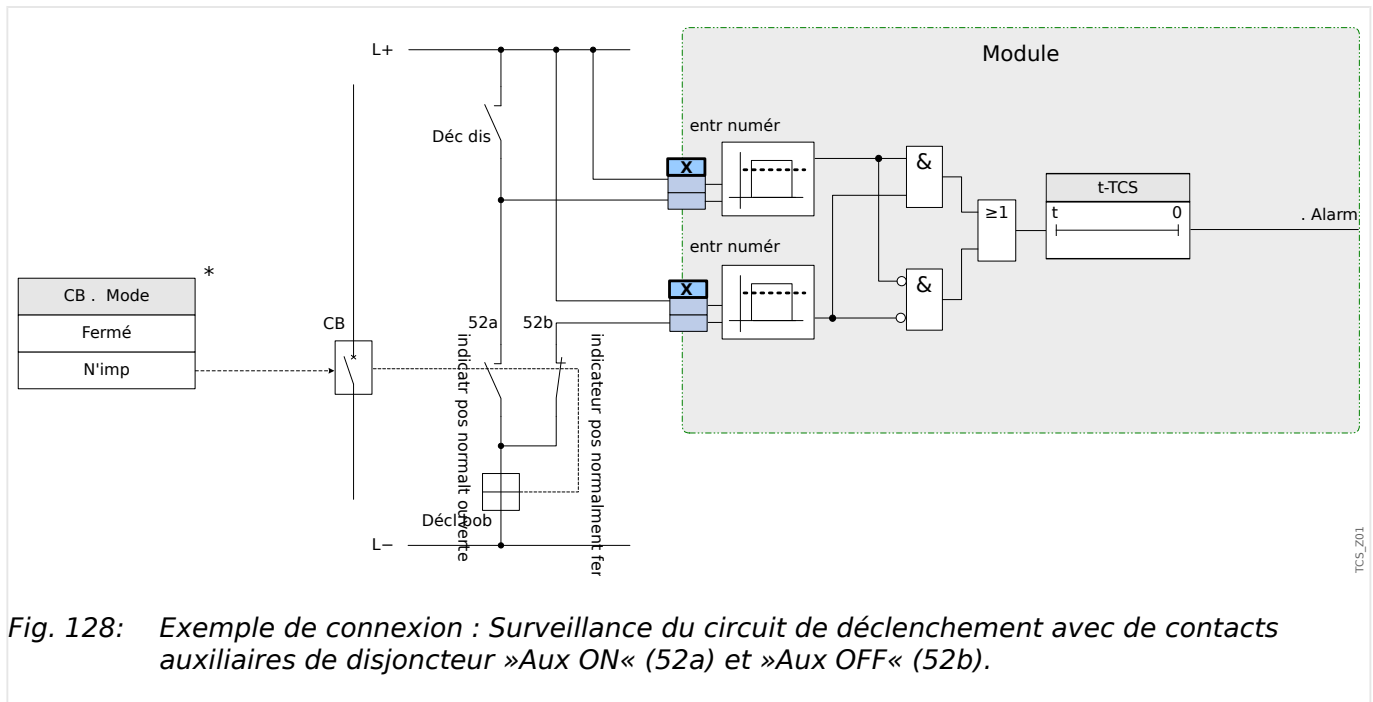 L+
Module
entr numér
Déc dis
X
&
t-TCS
≥1
t
0
. Alarm
entr numér
*
X
&
CB . Mode
Fermé
N'imp
CB
52a
52b
indicatr pos normalt ouverte
indicateur pos normalment fer
Décl bob
L−
TCS_Z01
Fig. 128: Exemple de connexion : Surveillance du circuit de déclenchement avec de contacts
auxiliaires de disjoncteur »Aux ON« (52a) et »Aux OFF« (52b).